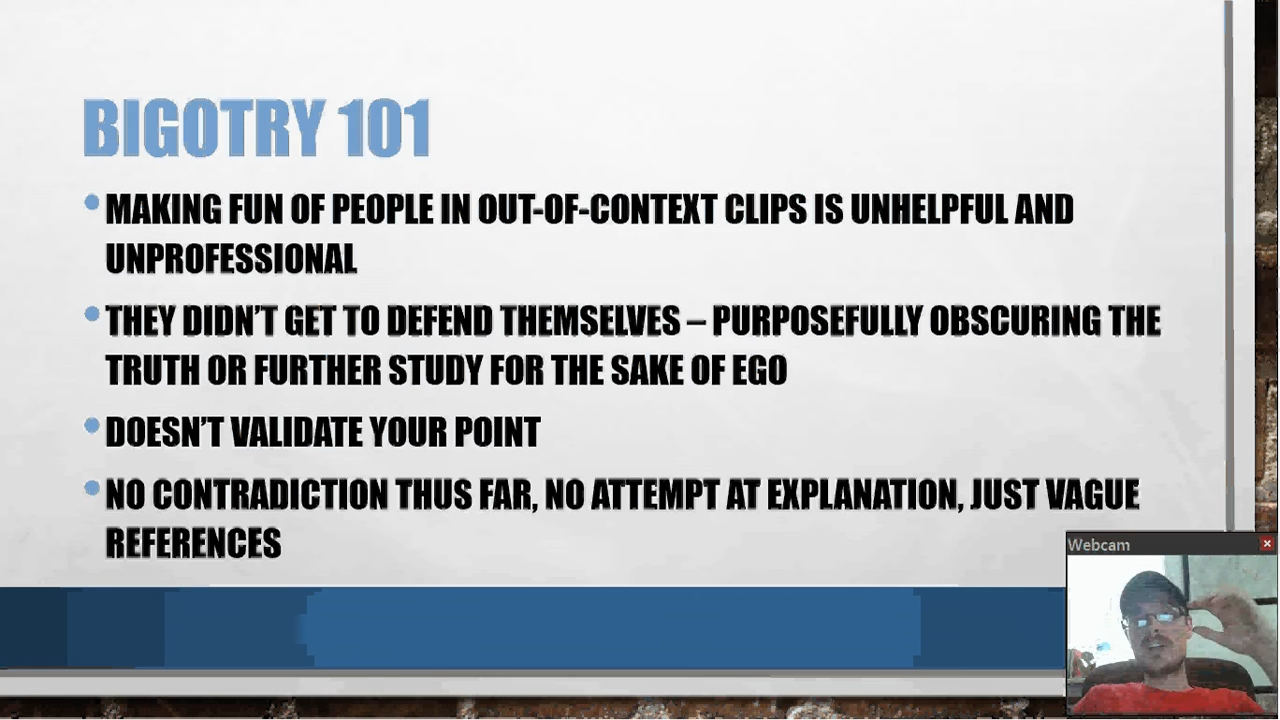 BIGOTRY 101
MAKING FUN OF PEOPLE IN OUT-OF-CONTEXT CLIPS IS UNHELPFUL AND
UNPROFESSIONAL
THEY DIDN'T GET TO DEFEND THEMSELVES – PURPOSEFULLY OBSCURING THE
TRUTH OR FURTHER STUDY FOR THE SAKE OF EGO
DOESN'T VALIDATE YOUR POINT
NO CONTRADICTION THUS FAR, NO ATTEMPT AT EXPLANATION, JUST VAGUE
REFERENCES
Webcam